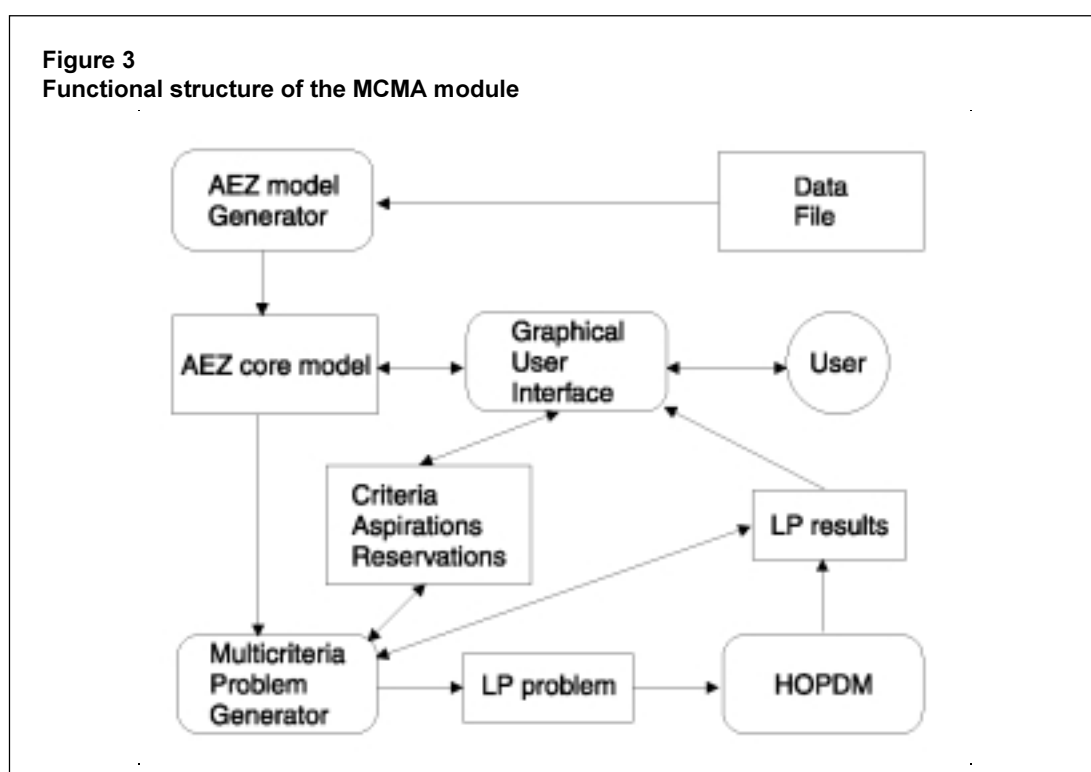 Figure 3
Functional structure of the MCMA module
AEZ model
Generator
Data
File
AEZ core model
Graphical
User
Interface
User
Criteria
Aspirations
Reservations
LP results
Multicriteria
Problem
Generator
LP problem
HOPDM